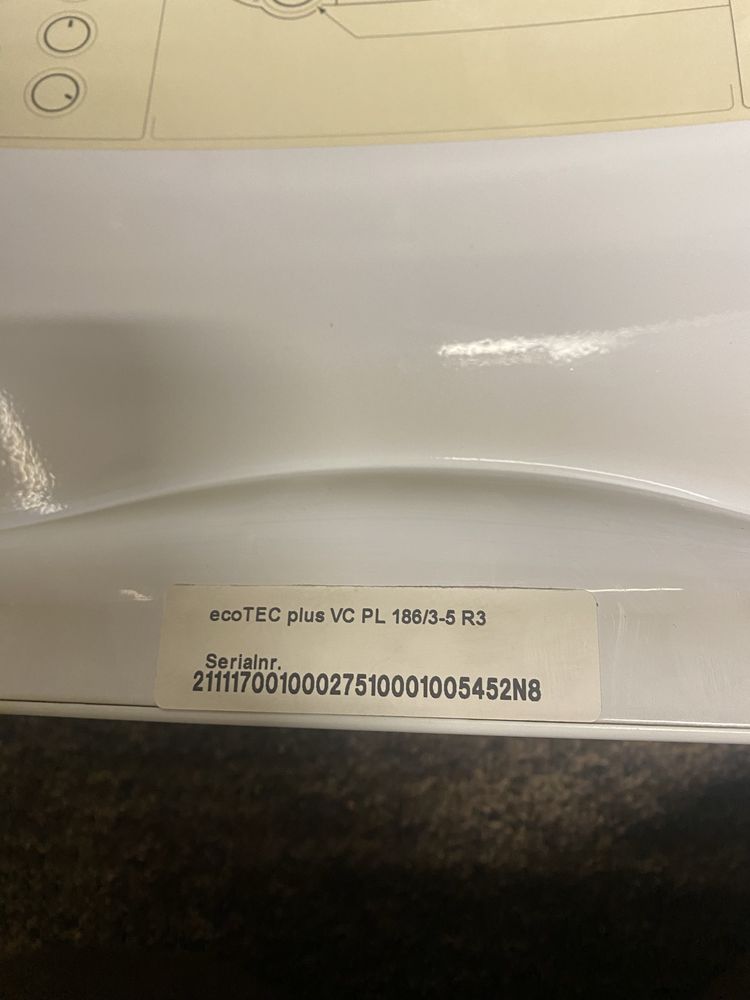 ecoTEC plus VC PL 186/3-5 R3
Serialnr.
21111700100027510001005452N8